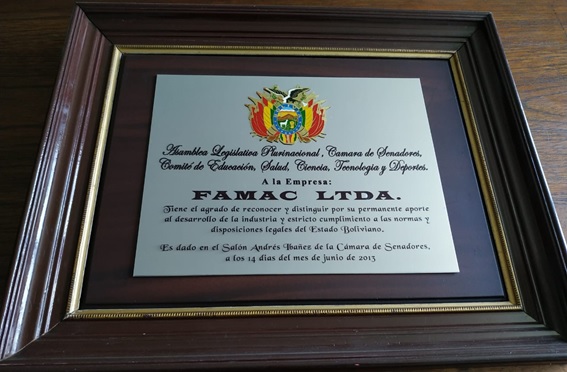 Asamblea Legislativa Plurinacional, Camara de Senadores,
Comité de Educación, Salud, Ciencia, Tecnologia y Deportes.
A la Empresa:
FAMAC LTDA.
Tiene el agrado de reconocer y distinguir por su permanente aporte
al desarrollo de la industria y estricto cumplimiento a las normas y
disposiciones legales del Estado Boliviano.
Es dado en el Salón Andrés Ibañez de la Cámara de Senadores,
a los 14 dias del mes de junio de 2013